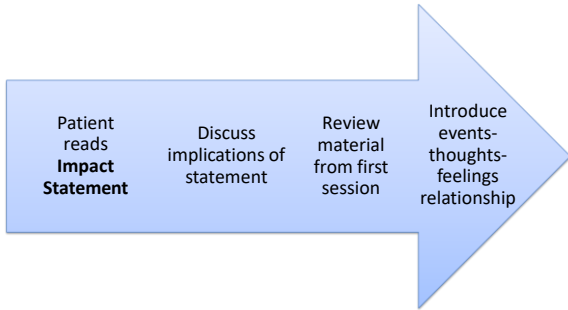 Patient
reads
Impact
Statement
Discuss
implications of
statement
Review
material
from first
session
Introduce
events-
thoughts-
feelings
relationship